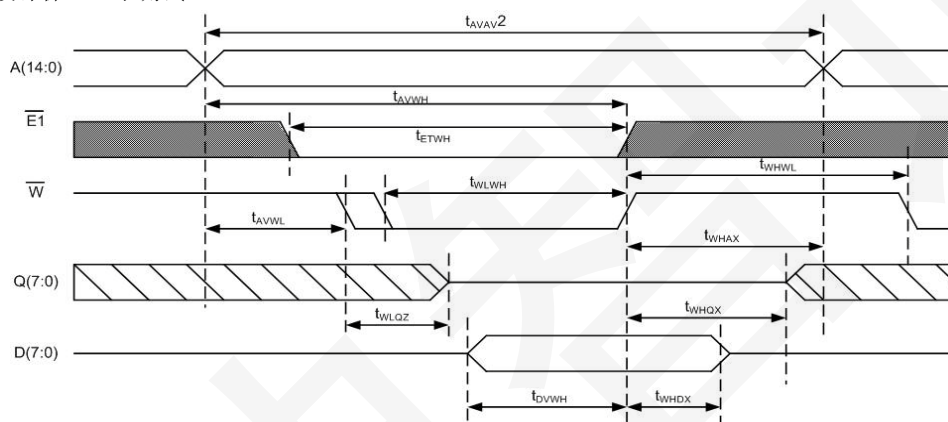 tAVAV2
A(14:0)
tAVWH
E1
tETWH
tWHWL
tWLWH
W
tAVWL
tWHAX
Q(7:0)
tWLQZ
tWHQX
D(7:0)
tDVWH
tWHDX